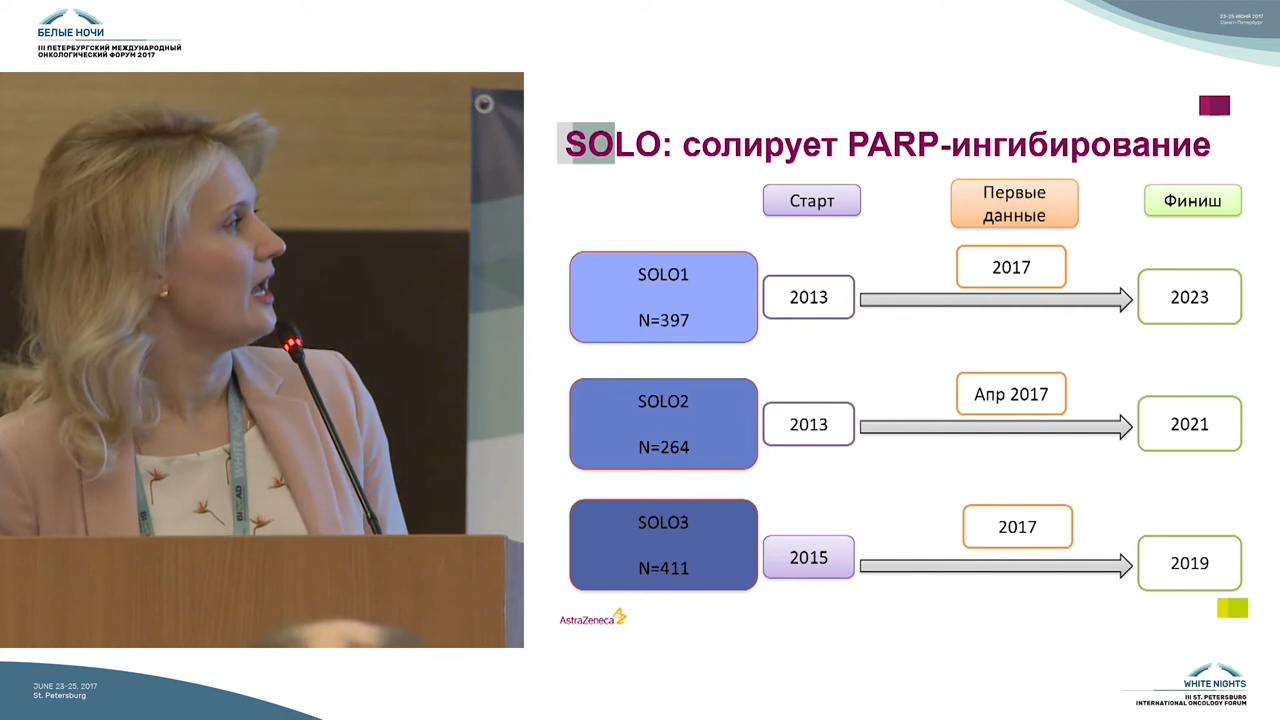 БЕЛЫЕ НОЧИ
III ПЕТЕРБУРГСКИЙ МЕЖДУНАРОДНЫЙ
ОНКОЛОГИЧЕСКИЙ ФОРУМ 2017
23-25 ИЮНЯ 2017
Санкт-Петербург
SOLO: солирует PARP-ингибирование
Старт
Первые
данные
Финиш
SOLO1
N=397
2013
2017
2023
SOLO2
N=264
2013
Апр 2017
2021
SOLO3
N=411
2015
2017
2019
AstraZeneca
JUNE 23-25, 2017
St. Petersburg
WHITE NIGHTS
III ST. PETERSBURG
INTERNATIONAL ONCOLOGY FORUM